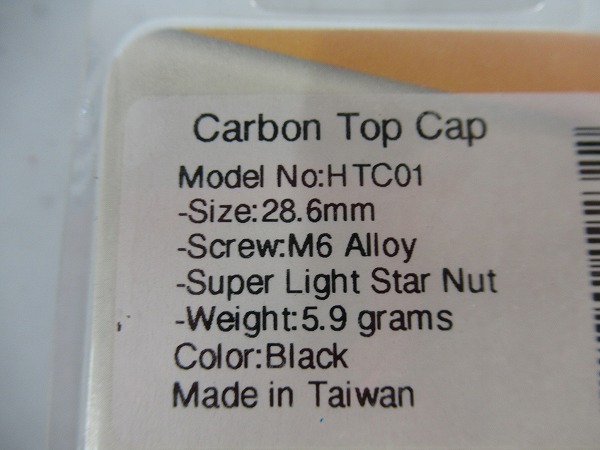 Carbon Top Cap
Model No:HTC01
-Size:28.6mm
-Screw:M6 Alloy
-Super Light Star Nut
-Weight:5.9 grams
Color:Black
Made in Taiwan